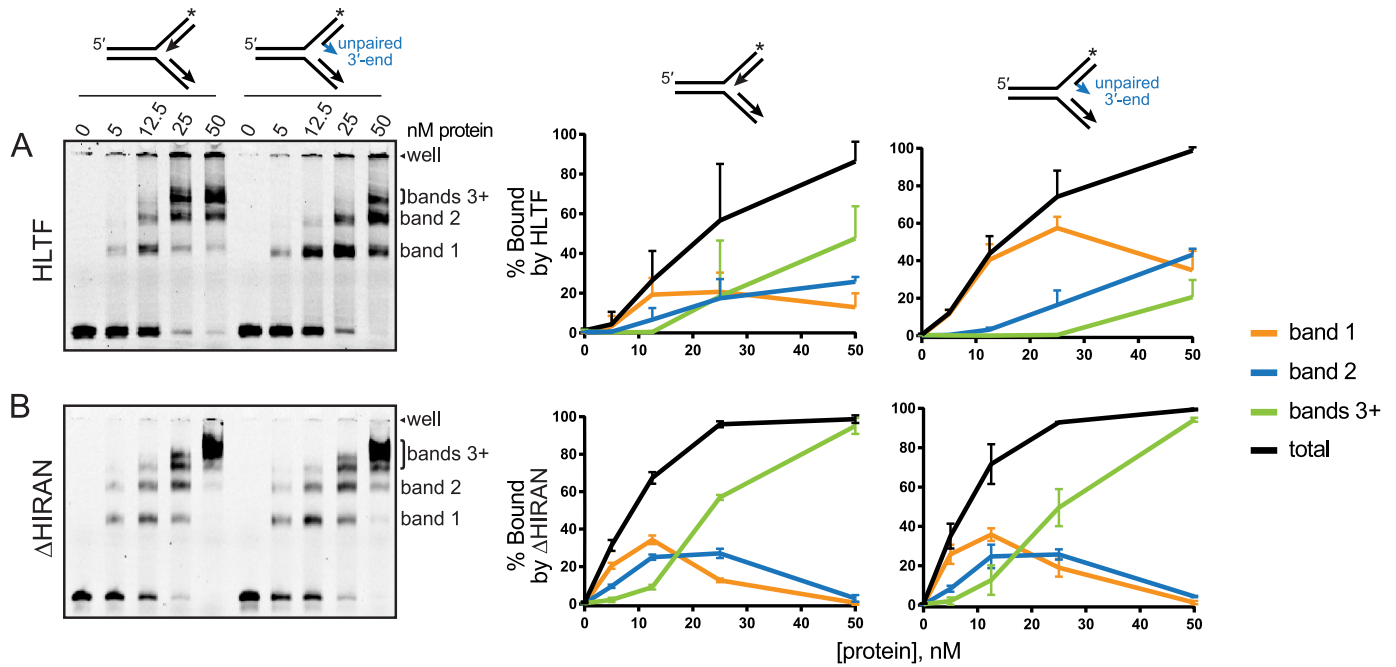 * *
5′ 5′ unpaired
3′-end
0 5 12.5 25 50 0 5 12.5 25 50 nM protein
A
HLTF
well
bands 3+
band 2
band 1
* *
5′ 5′ unpaired
3′-end
% Bound
by HLTF
100
80
60
40
20
0
0 10 20 30 40 50
100
80
60
40
20
0
0 10 20 30 40 50
B
ΔHIRAN
well
bands 3+
band 2
band 1
% Bound
by ΔHIRAN
100
80
60
40
20
0
0 10 20 30 40 50
100
80
60
40
20
0
0 10 20 30 40 50
[protein], nM
band 1
band 2
bands 3+
total